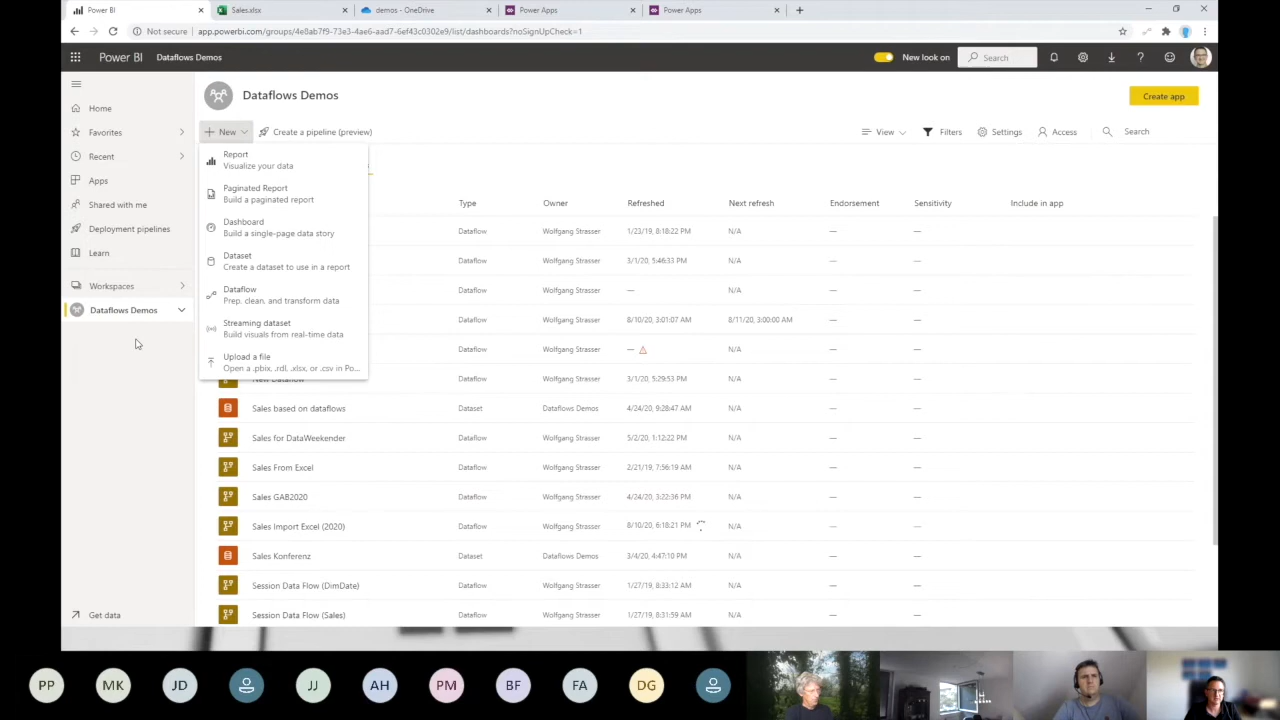 Power BI
Sales.xlsx
demos - OneDrive
Power Apps
Power Apps
Not secure
app.powerbi.com/groups/4e8ab7f9-73e3-4ae6-aad7-6ef43c0302e9/list/dashboards?noSignUpCheck=1
Power BI
Dataflows Demos
New look on
Search
Dataflows Demos
Create app
New
Create a pipeline (preview)
View
Filters
Settings
Access
Search
Home
Favorites
Recent
Apps
Shared with me
Deployment pipelines
Learn
Workspaces
Dataflows Demos
Get data
Report
Visualize your data
Paginated Report
Build a paginated report
Dashboard
Build a single-page data story
Dataset
Create a dataset to use in a report
Dataflow
Prep, clean, and transform data
Streaming dataset
Build visuals from real-time data
Upload a file
Open a .pbix, .rdl, .xlsx, or .csv in Po...
Type Owner Refreshed Next refresh Endorsement Sensitivity Include in app
Dataflow Wolfgang Strasser 1/23/19, 8:18:22 PM N/A — —
Dataflow Wolfgang Strasser 3/1/20, 5:46:33 PM N/A — —
Dataflow Wolfgang Strasser — N/A — —
Dataflow Wolfgang Strasser 8/10/20, 3:01:07 AM 8/11/20, 3:00:00 AM — —
Dataflow Wolfgang Strasser — N/A — —
New Dataflow Dataflow Wolfgang Strasser 3/1/20, 5:29:53 PM N/A — —
Sales based on dataflows Dataset Dataflows Demos 4/24/20, 9:28:47 AM N/A — —
Sales for DataWeekender Dataflow Wolfgang Strasser 5/2/20, 1:12:22 PM N/A — —
Sales From Excel Dataflow Wolfgang Strasser 2/21/19, 7:56:19 AM N/A — —
Sales GAB2020 Dataflow Wolfgang Strasser 4/24/20, 3:22:36 PM N/A — —
Sales Import Excel (2020) Dataflow Wolfgang Strasser 8/10/20, 6:18:21 PM N/A — —
Sales Konferenz Dataset Dataflows Demos 3/4/20, 4:47:10 PM N/A — —
Session Data Flow (DimDate) Dataflow Wolfgang Strasser 1/27/19, 8:33:12 AM N/A — —
Session Data Flow (Sales) Dataflow Wolfgang Strasser 1/27/19, 8:31:59 AM N/A — —
PP MK JD JJ AH PM BF FA DG